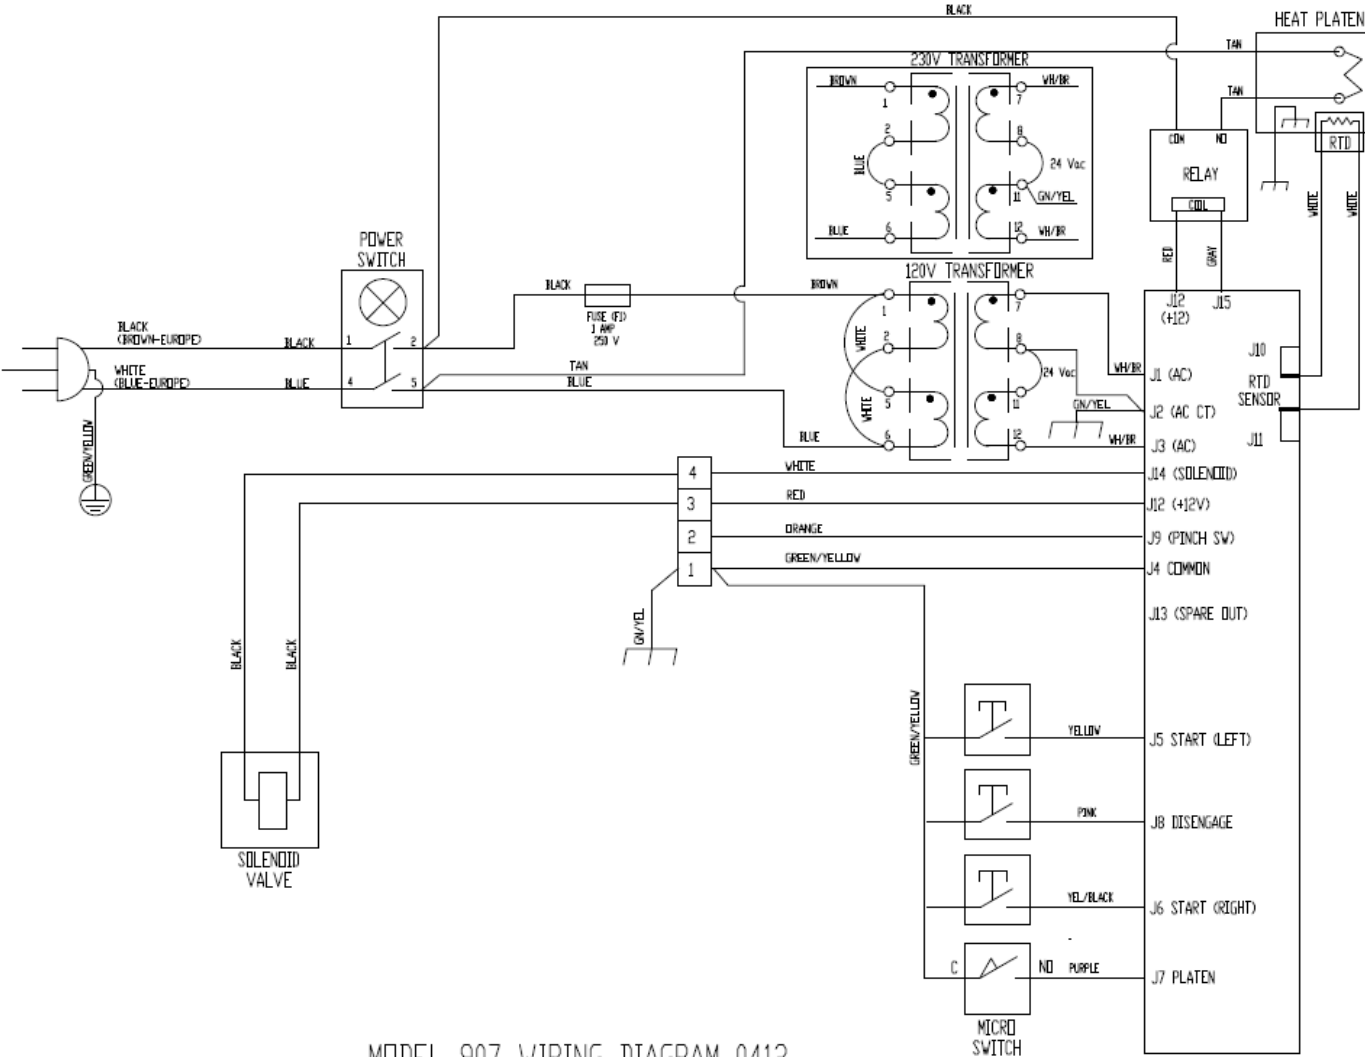 BLACK
HEAT PLATEN
TAN
230V TRANSFORMER
BROWN
WH/BR
1
7
TAN
2
8
BLUE
24 Vac
COM
NO
RTD
RELAY
5
11
GN/YEL
COIL
WHITE
WHITE
BLUE
6
12
WH/BR
POWER
SWITCH
RED
GRAY
120V TRANSFORMER
BLACK
BROWN
FUSE (F1)
1 AMP
250 V
1
7
J12
(+12)
J15
BLACK
(BROWN-EUROPE)
BLACK
1
2
WHITE
2
8
J10
WHITE
(BLUE-EUROPE)
BLUE
4
5
TAN
BLUE
24 Vac
WH/BR
J1 (AC)
RTD
SENSOR
WHITE
5
11
GN/YEL
J2 (AC CT)
GREEN/YELLOW
BLUE
6
12
WH/BR
J3 (AC)
J11
4
WHITE
J14 (SOLENOID)
3
RED
J12 (+12V)
2
ORANGE
J9 (PINCH SW)
1
GREEN/YELLOW
J4 COMMON
J13 (SPARE OUT)
GN/YEL
BLACK
BLACK
GREEN/YELLOW
YELLOW
J5 START (LEFT)
PINK
J8 DISENGAGE
SOLENOID
VALVE
YEL/BLACK
J6 START (RIGHT)
C
NO
PURPLE
J7 PLATEN
MICRO
SWITCH
MODEL 907 WIRING DIAGRAM 0412